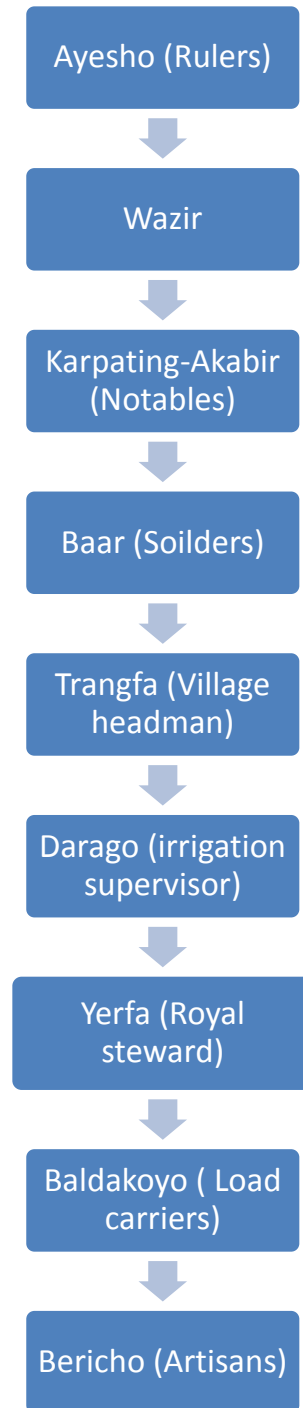 Ayesho (Rulers)
Wazir
Karpating-Akabir
(Notables)
Baar (Soilders)
Trangfa (Village
headman)
Darago (irrigation
supervisor)
Yerfa (Royal
steward)
Baldakoyo ( Load
carriers)
Bericho (Artisans)